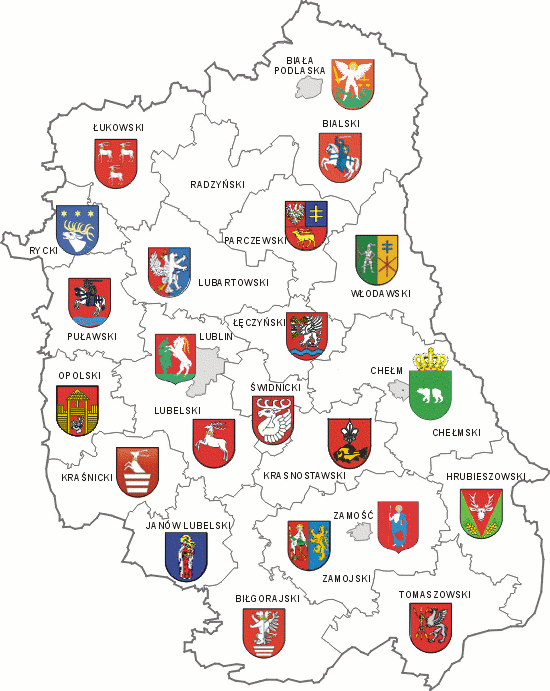 BIAŁA
PODLASKA
ŁUKOWSKI
BIALSKI
RADZYŃSKI
PARCZEWSKI
RYCKI
LUBARTOWSKI
WŁODAWSKI
PUŁAWSKI
ŁĘCZYŃSKI
LUBLIN
OPOLSKI
CHEŁM
ŚWIDNICKI
LUBELSKI
CHEŁMSKI
KRAŚNICKI
KRASNOSTAWSKI
HRUBIESZOWSKI
JANÓW LUBELSKI
ZAMOŚĆ
ZAMOJSKI
BIŁGORAJSKI
TOMASZOWSKI